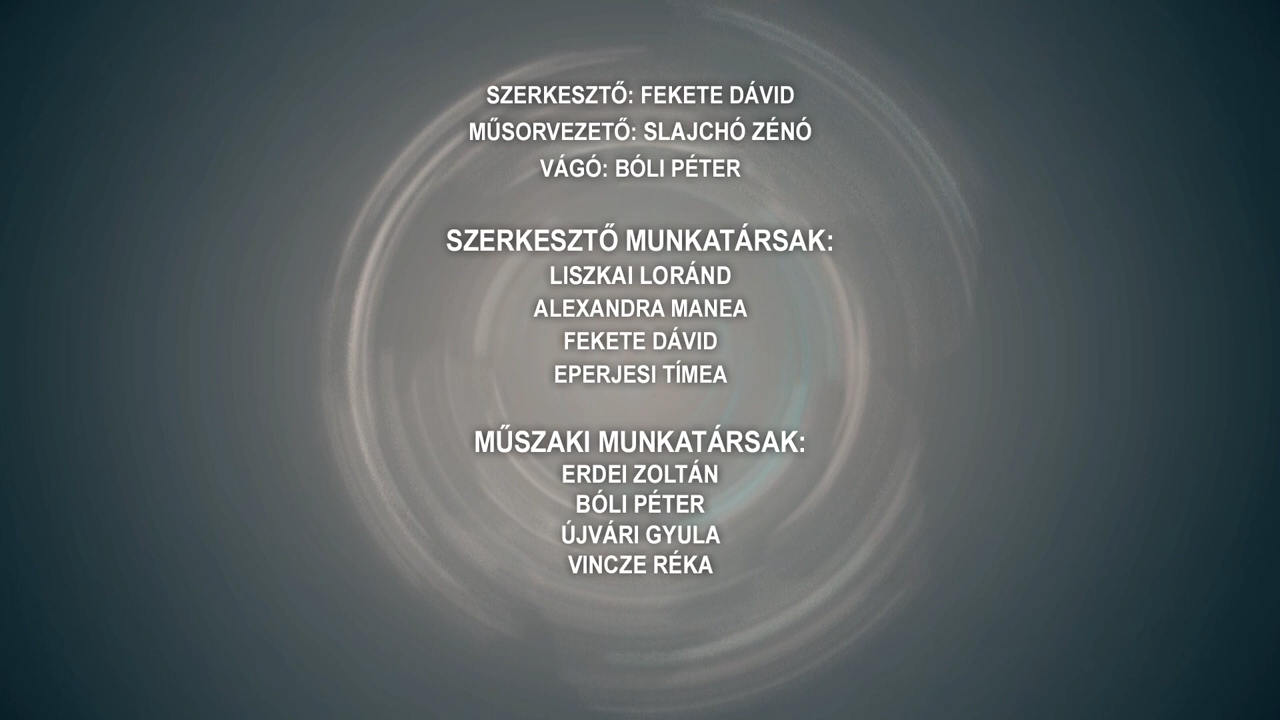 SZERKESZTŐ: FEKETE DÁVID
MŰSORVEZETŐ: SLAJCHÓ ZÉNÓ
VÁGÓ: BÓLI PÉTER
SZERKESZTŐ MUNKATÁRSAK:
LISZKAI LORÁND
ALEXANDRA MANEA
FEKETE DÁVID
EPERJESI TÍMEA
MŰSZAKI MUNKATÁRSAK:
ERDEI ZOLTÁN
BÓLI PÉTER
ÚJVÁRI GYULA
VINCZE RÉKA